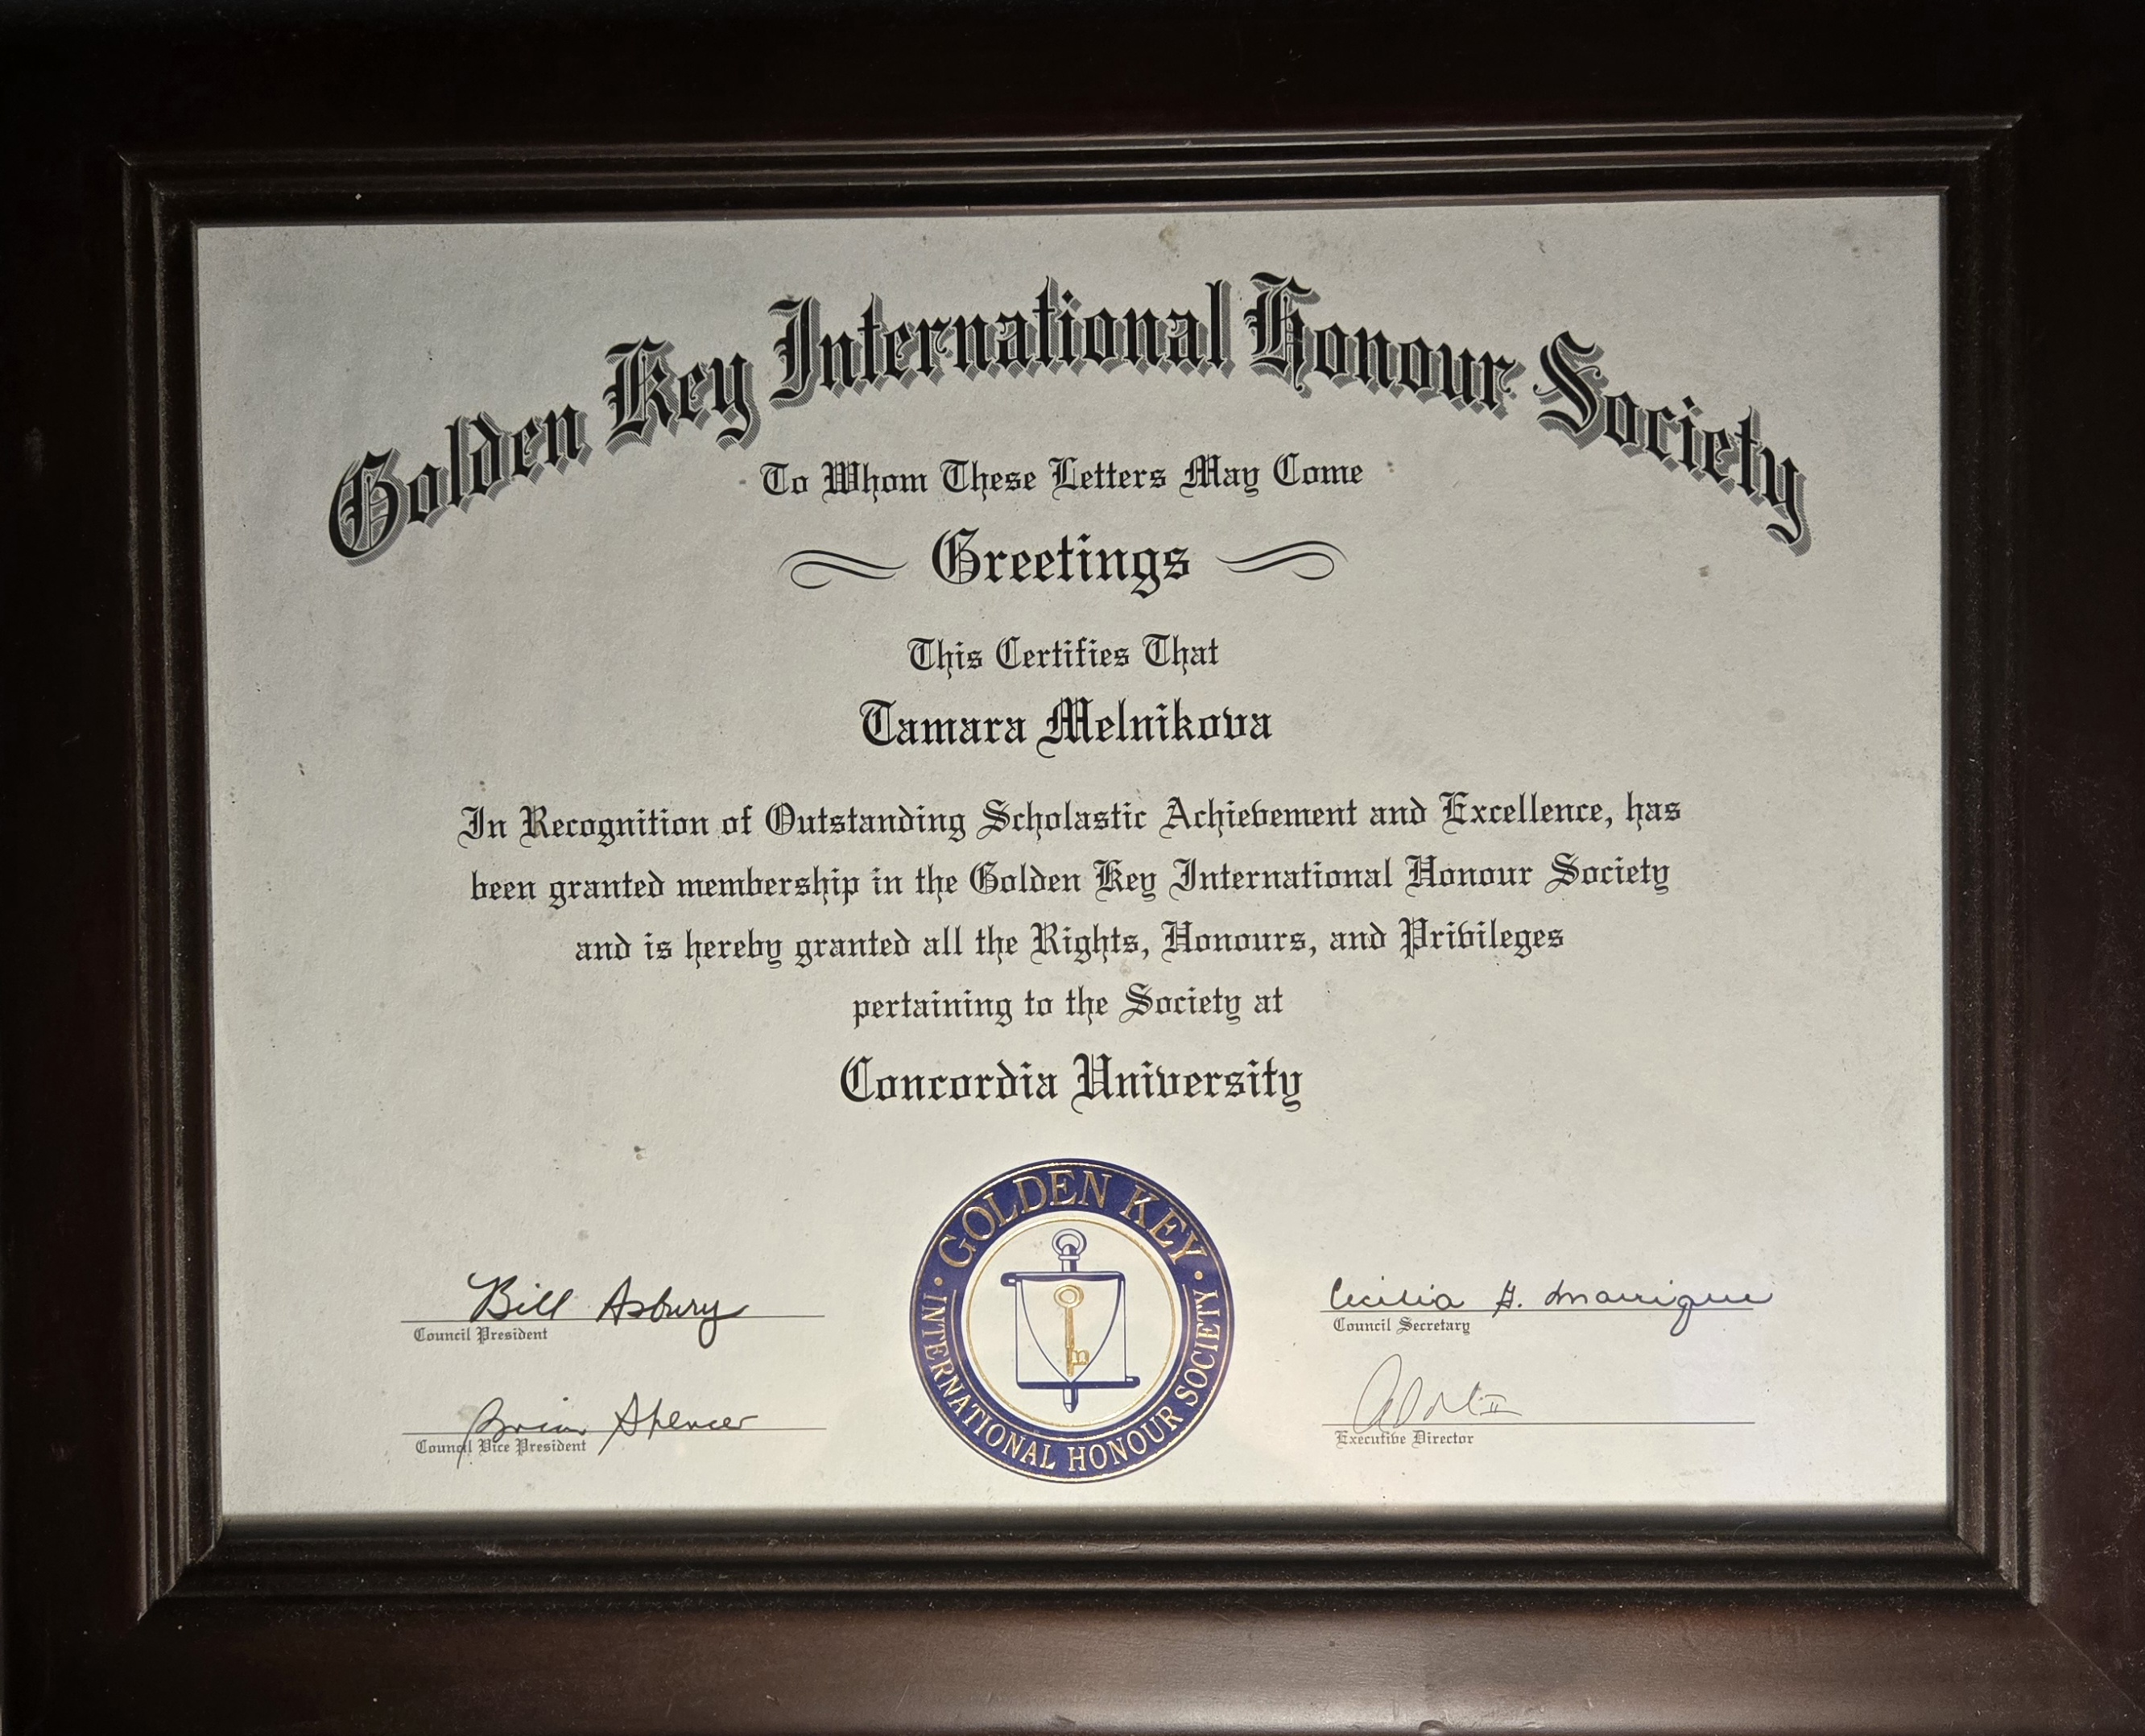 Golden Key International Honour Society
To Whom These Letters May Come
Greetings
This Certifies That
Tamara Melnikova
In Recognition of Outstanding Scholastic Achievement and Excellence, has
been granted membership in the Golden Key International Honour Society
and is hereby granted all the Rights, Honours, and Privileges
pertaining to the Society at
Concordia University
Bill Asbury
Council President
Brian Spencer
Council Vice President
GOLDEN KEY
INTERNATIONAL HONOUR SOCIETY
Cecilia G. Manrique
Council Secretary
Executive Director